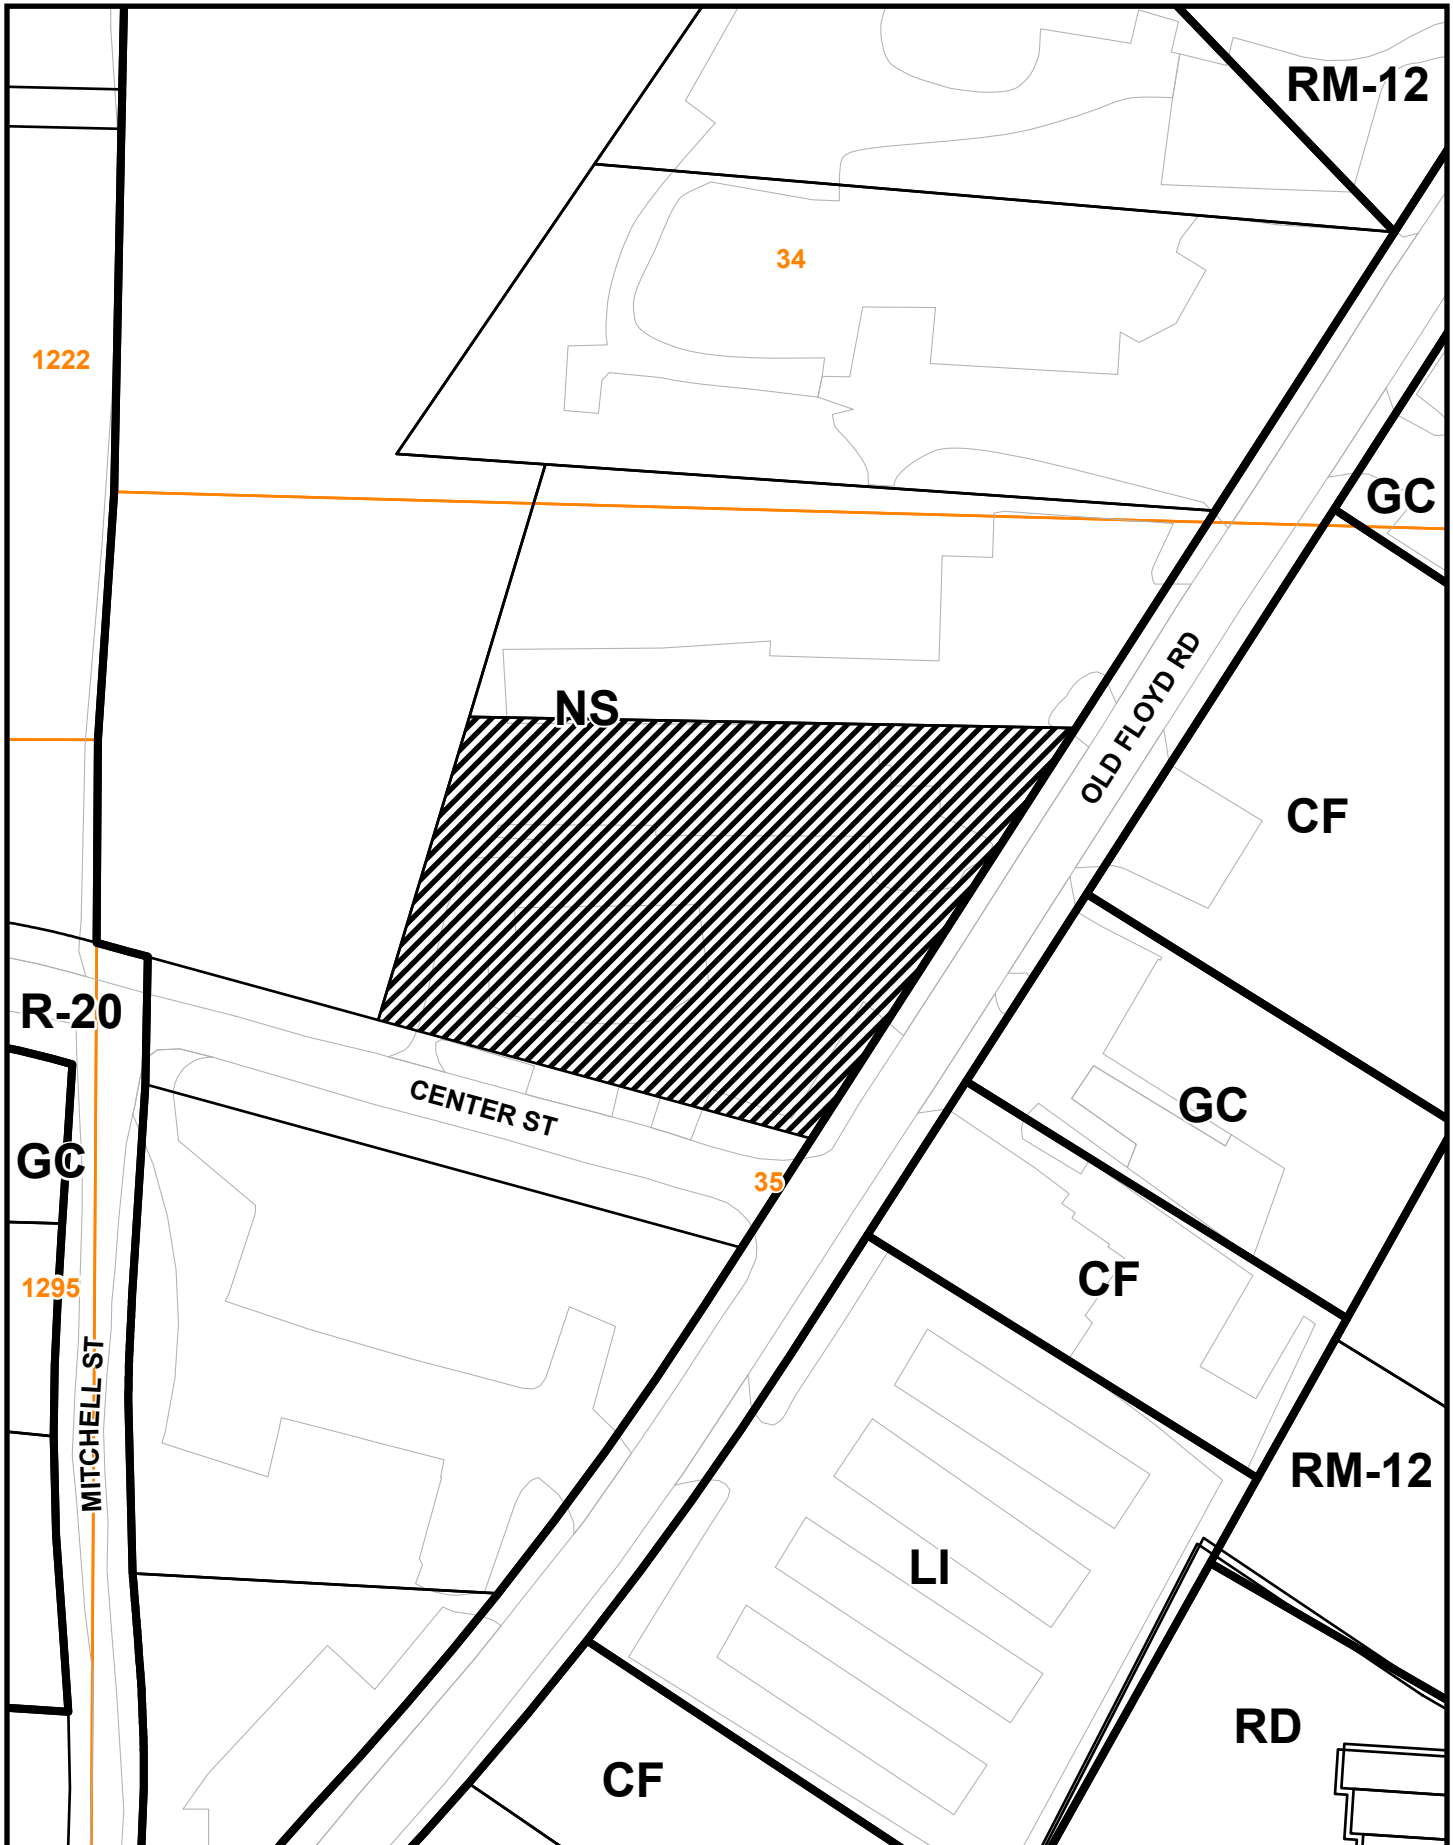 RM-12
34
1222
GC
OLD FLOYD RD
NS
CF
R-20
CENTER ST
GC
GC
35
CF
1295
MITCHELL ST
RM-12
LI
RD
CF